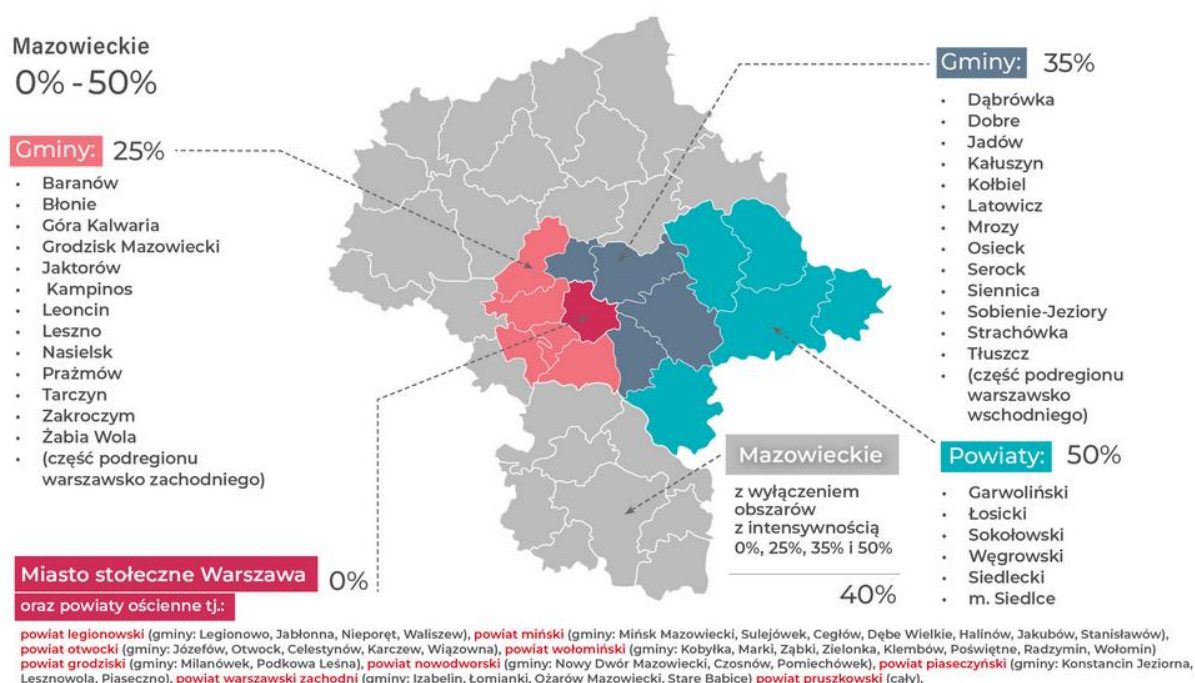 Mazowieckie
0% - 50%
Gminy: 25%
• Baranów
• Błonie
• Góra Kalwaria
• Grodzisk Mazowiecki
• Jaktorów
• Kampinos
• Leoncin
• Leszno
• Nasielsk
• Prażmów
• Tarczyn
• Zakroczym
• Żabia Wola
• (część podregionu
warszawsko zachodniego)
Gminy: 35%
• Dąbrówka
• Dobre
• Jadów
• Kałuszyn
• Kołbiel
• Latowicz
• Mrozy
• Osieck
• Serock
• Siennica
• Sobienie-Jeziory
• Strachówka
• Tłuszcz
• (część podregionu
warszawsko
wschodniego)
Mazowieckie
z wyłączeniem
obszarów
z intensywnością
0%, 25%, 35% i 50%
40%
Powiaty: 50%
• Garwoliński
• Łosicki
• Sokołowski
• Węgrowski
• Siedlecki
• m. Siedlce
Miasto stołeczne Warszawa 0%
oraz powiaty ościenne tj.:
powiat legionowski (gminy: Legionowo, Jabłonna, Nieporęt, Waliszew), powiat miński (gminy: Mińsk Mazowiecki, Sulejówek, Cegłów, Dębe Wielkie, Halinów, Jakubów, Stanisławów),
powiat otwocki (gminy: Józefów, Otwock, Celestynów, Karczew, Wiązowna), powiat wołomiński (gminy: Kobyłka, Marki, Ząbki, Zielonka, Klembów, Poświętne, Radzymin, Wołomin)
powiat grodziski (gminy: Milanówek, Podkowa Leśna), powiat nowodworski (gminy: Nowy Dwór Mazowiecki, Czosnów, Pomiechówek), powiat piaseczyński (gminy: Konstancin Jeziorna,
Lesznowola, Piaseczno), powiat warszawski zachodni (gminy: Izabelin, Łomianki, Ożarów Mazowiecki, Stare Babice) powiat pruszkowski (cały).